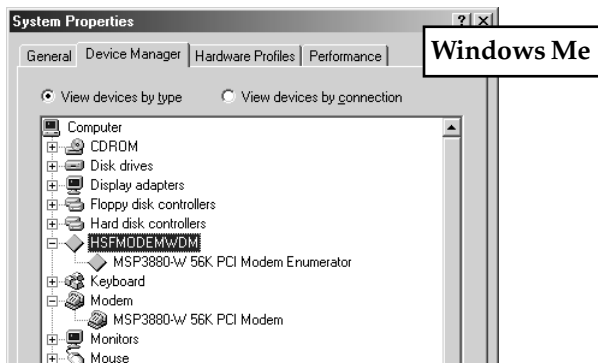 System Properties
Windows Me
General Device Manager Hardware Profiles Performance
View devices by type View devices by connection
Computer
CDROM
Disk drives
Display adapters
Floppy disk controllers
Hard disk controllers
HSFMODEMWDM
MSP3880-W 56K PCI Modem Enumerator
Keyboard
Modem
MSP3880-W 56K PCI Modem
Monitors
Mouse